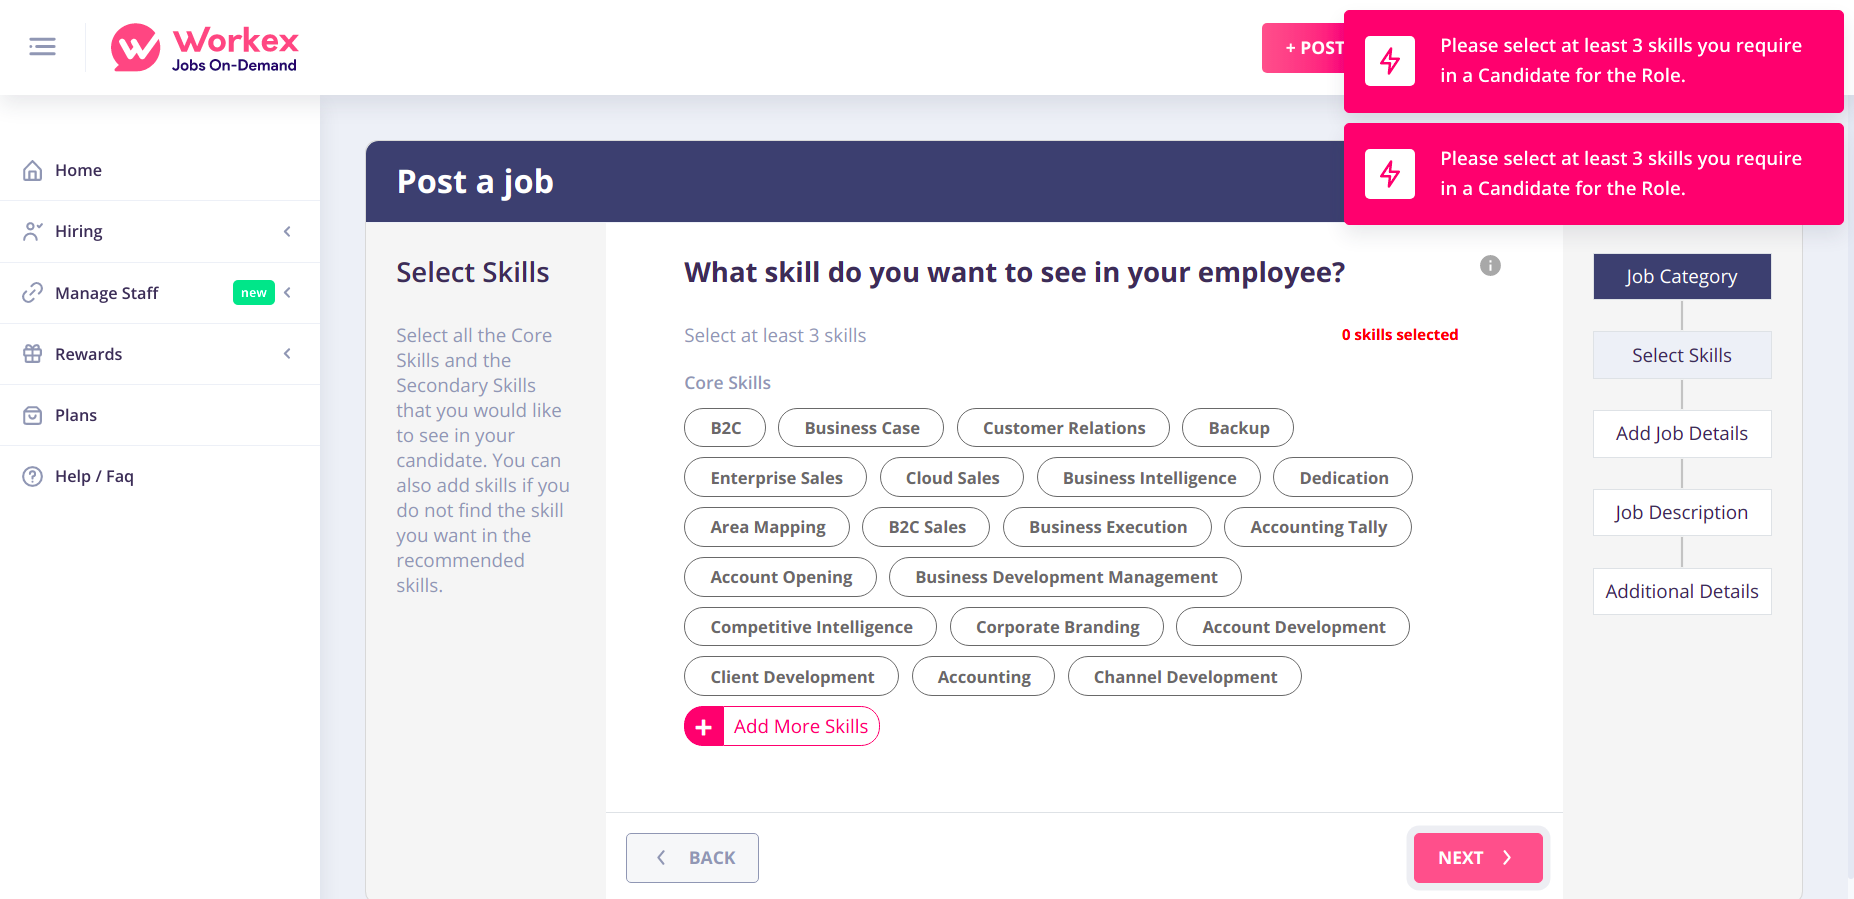 Workex
Jobs On-Demand
+ POST
Please select at least 3 skills you require
in a Candidate for the Role.
Please select at least 3 skills you require
in a Candidate for the Role.
Home
Hiring
Manage Staff
new
Rewards
Plans
Help / Faq
Post a job
Select Skills
Select all the Core
Skills and the
Secondary Skills
that you would like
to see in your
candidate. You can
also add skills if you
do not find the skill
you want in the
recommended
skills.
What skill do you want to see in your employee?
Select at least 3 skills
0 skills selected
Core Skills
B2C
Business Case
Customer Relations
Backup
Enterprise Sales
Cloud Sales
Business Intelligence
Dedication
Area Mapping
B2C Sales
Business Execution
Accounting Tally
Account Opening
Business Development Management
Competitive Intelligence
Corporate Branding
Account Development
Client Development
Accounting
Channel Development
+ Add More Skills
BACK
NEXT
Job Category
Select Skills
Add Job Details
Job Description
Additional Details